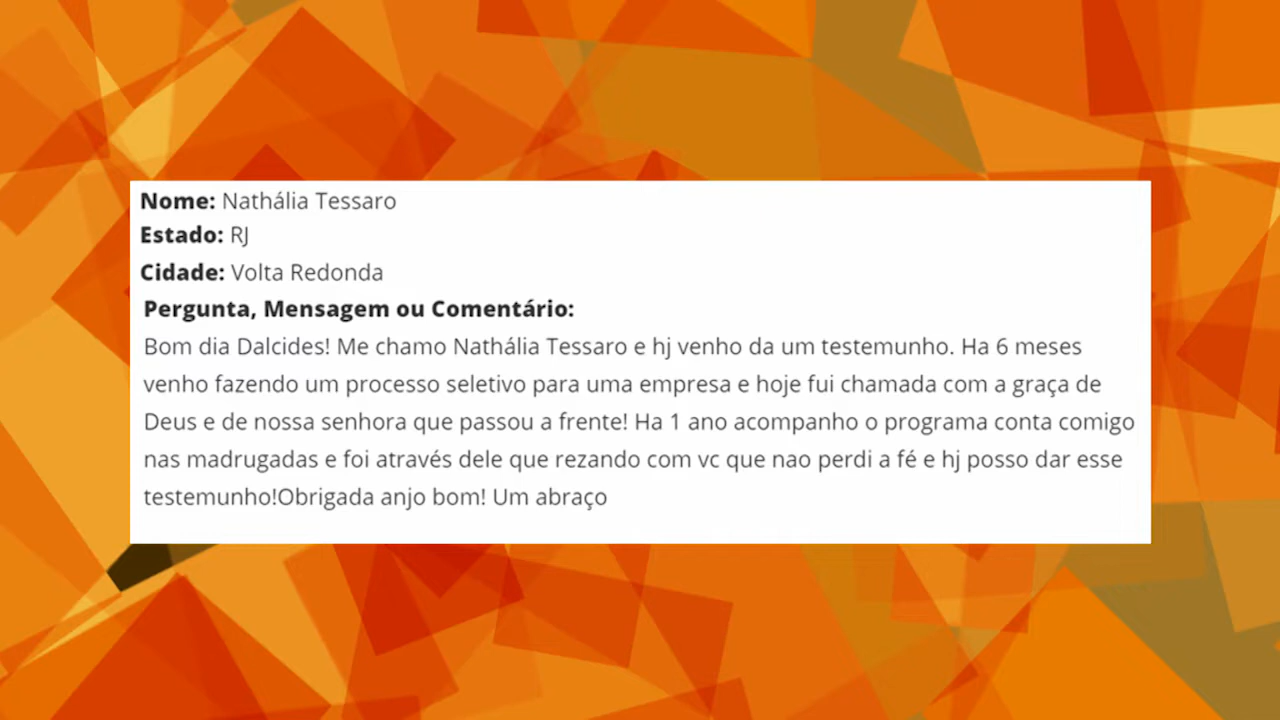 Nome: Nathália Tessaro
Estado: RJ
Cidade: Volta Redonda
Pergunta, Mensagem ou Comentário:
Bom dia Dalcides! Me chamo Nathália Tessaro e hj venho da um testemunho. Ha 6 meses
venho fazendo um processo seletivo para uma empresa e hoje fui chamada com a graça de
Deus e de nossa senhora que passou a frente! Ha 1 ano acompanho o programa conta comigo
nas madrugadas e foi através dele que rezando com vc que nao perdi a fé e hj posso dar esse
testemunho!Obrigada anjo bom! Um abraço